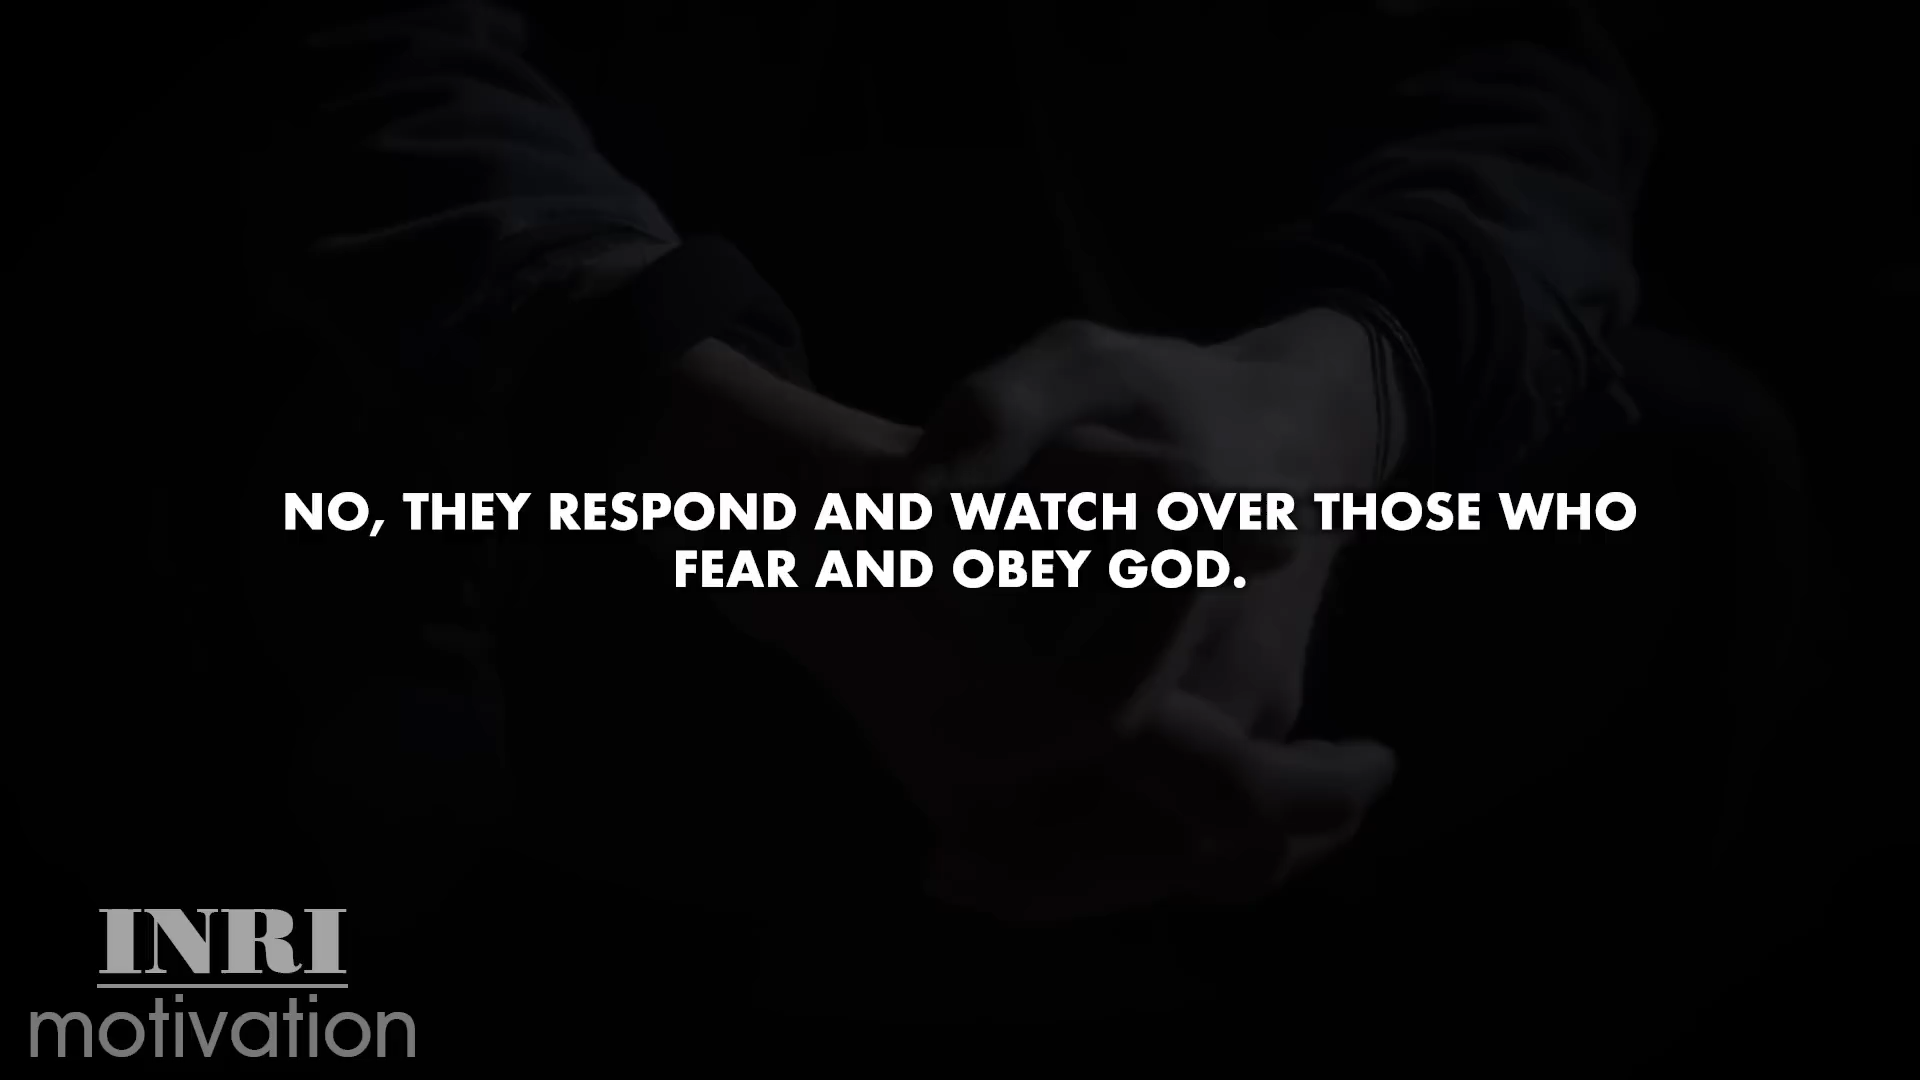 NO, THEY RESPOND AND WATCH OVER THOSE WHO
FEAR AND OBEY GOD.
INRI
motivation